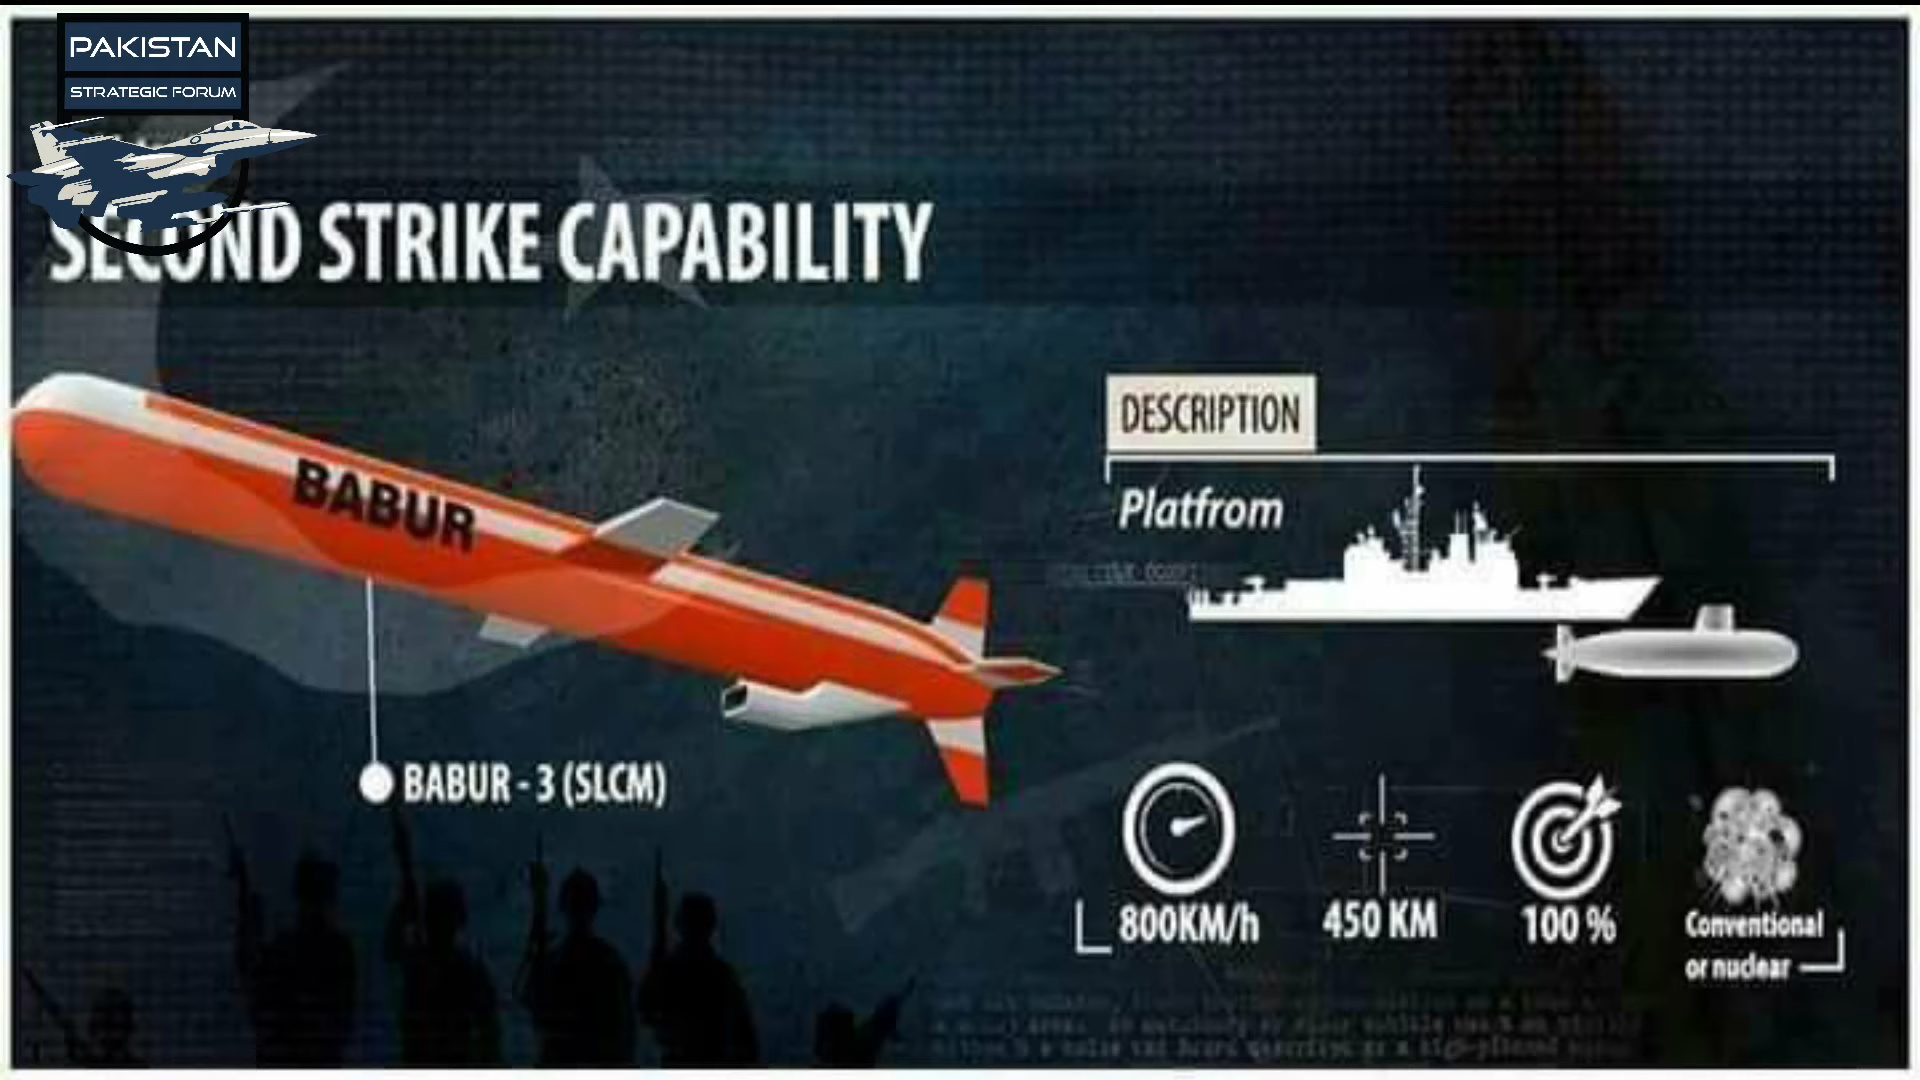 PAKISTAN
STRATEGIC FORUM
SECOND STRIKE CAPABILITY
DESCRIPTION
Platfrom
BABUR
BABUR - 3 (SLCM)
800KM/h
450 KM
100 %
Conventional
or nuclear